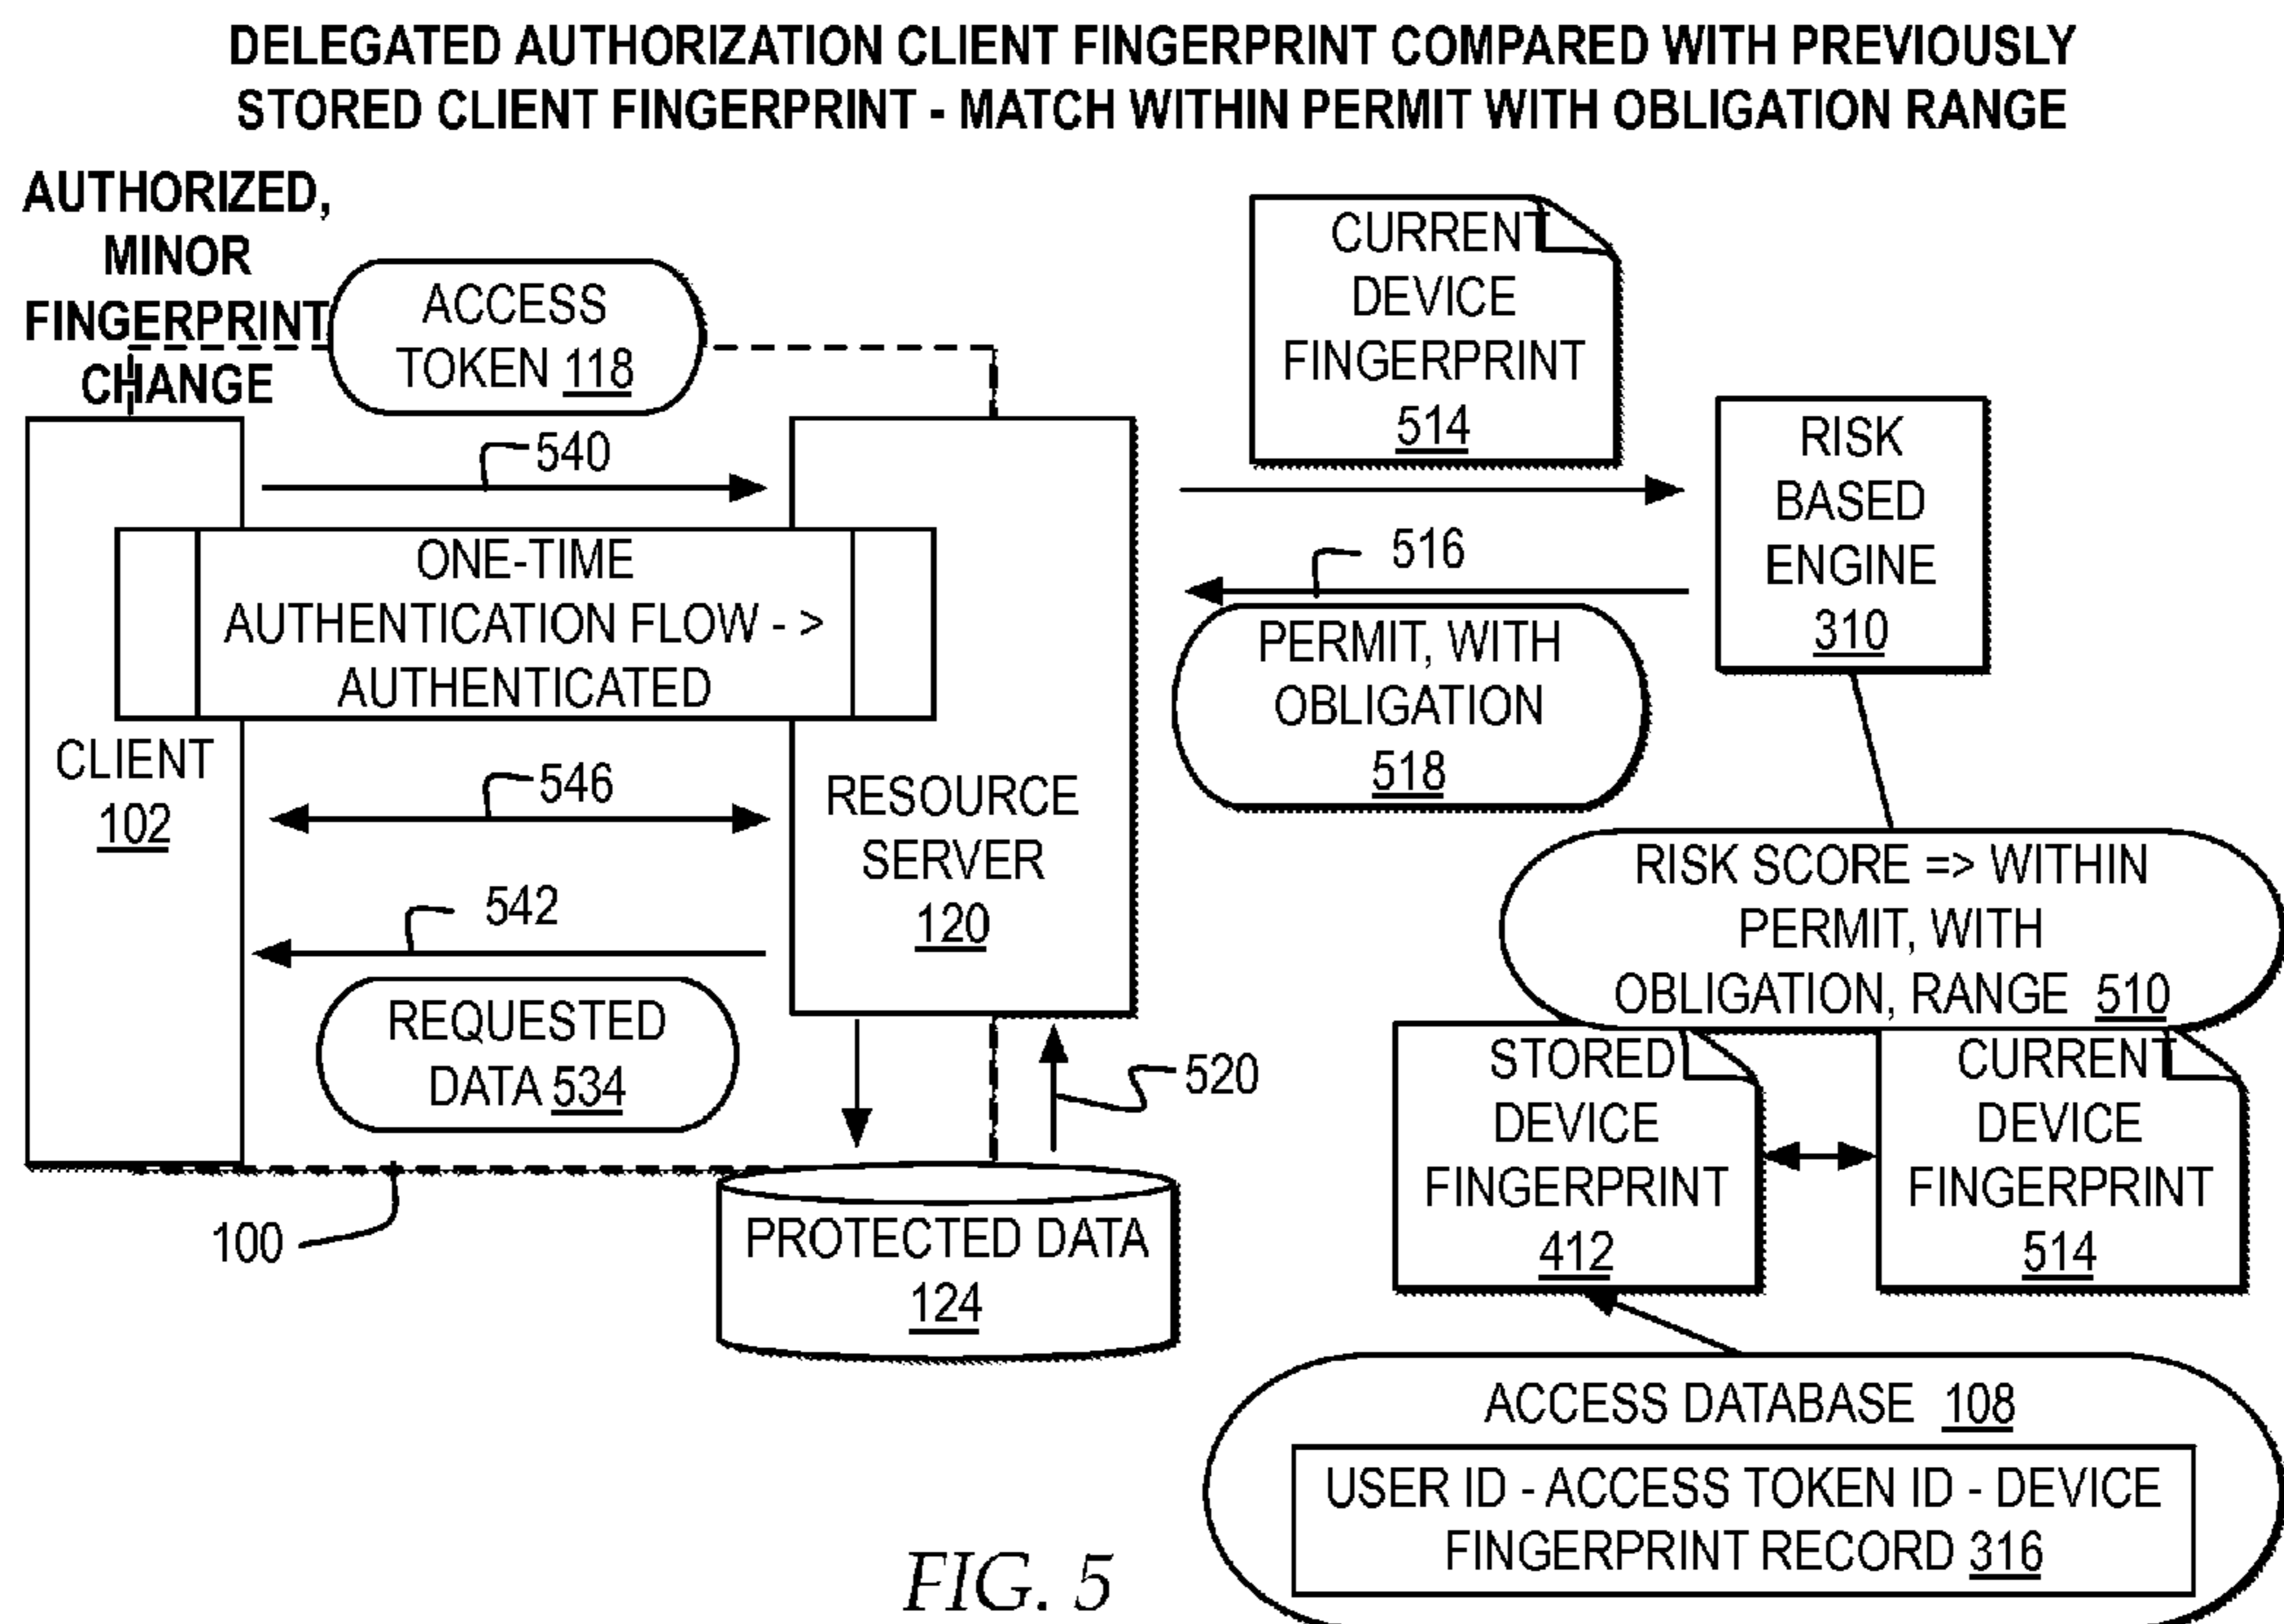 DELEGATED AUTHORIZATION CLIENT FINGERPRINT COMPARED WITH PREVIOUSLY
STORED CLIENT FINGERPRINT - MATCH WITHIN PERMIT WITH OBLIGATION RANGE
AUTHORIZED,
MINOR
FINGERPRINT
CHANGE
ACCESS
TOKEN 118
540
ONE-TIME
AUTHENTICATION FLOW - >
AUTHENTICATED
CLIENT
102
546
542
REQUESTED
DATA 534
RESOURCE
SERVER
120
520
100
PROTECTED DATA
124
CURRENT
DEVICE
FINGERPRINT
514
516
PERMIT, WITH
OBLIGATION
518
RISK
BASED
ENGINE
310
RISK SCORE => WITHIN
PERMIT, WITH
OBLIGATION, RANGE 510
STORED
DEVICE
FINGERPRINT
412
CURRENT
DEVICE
FINGERPRINT
514
ACCESS DATABASE 108
USER ID - ACCESS TOKEN ID - DEVICE
FINGERPRINT RECORD 316
FIG. 5